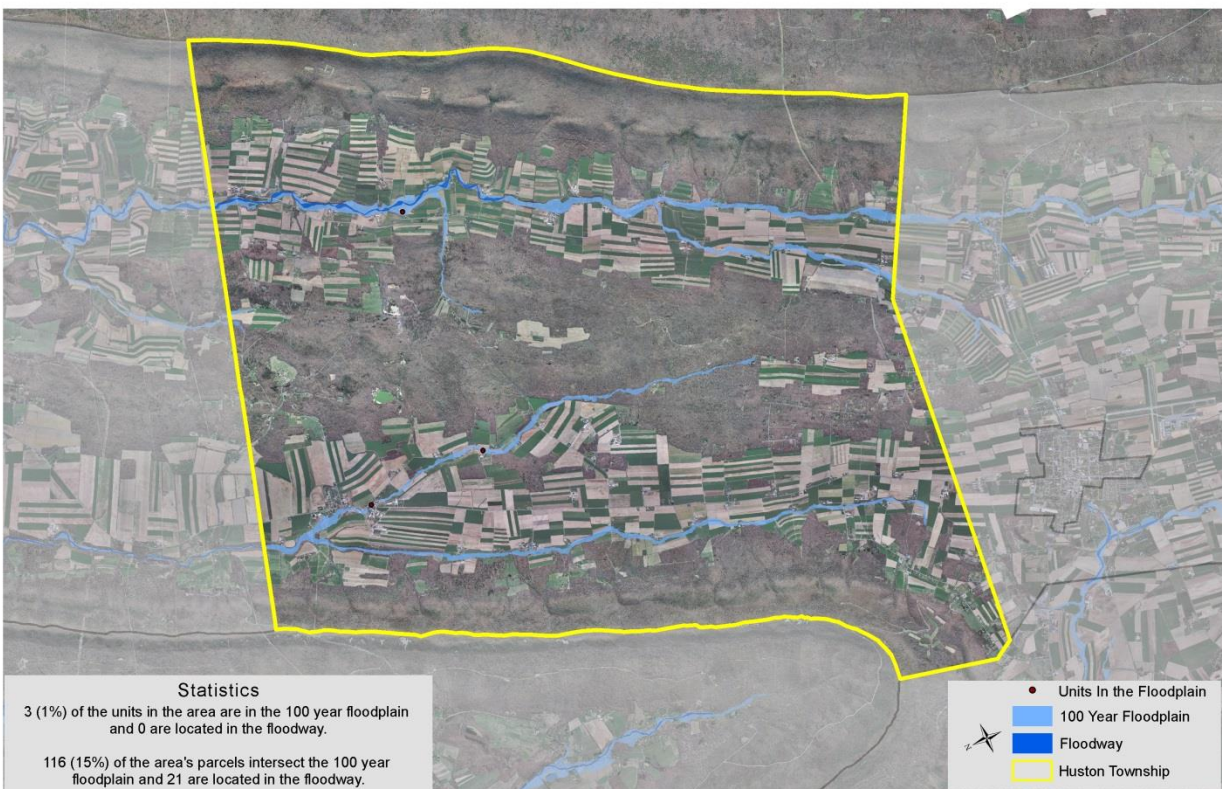 Statistics
3 (1%) of the units in the area are in the 100 year floodplain
and 0 are located in the floodway.
116 (15%) of the area's parcels intersect the 100 year
floodplain and 21 are located in the floodway.
Units In the Floodplain
100 Year Floodplain
Floodway
Huston Township
N